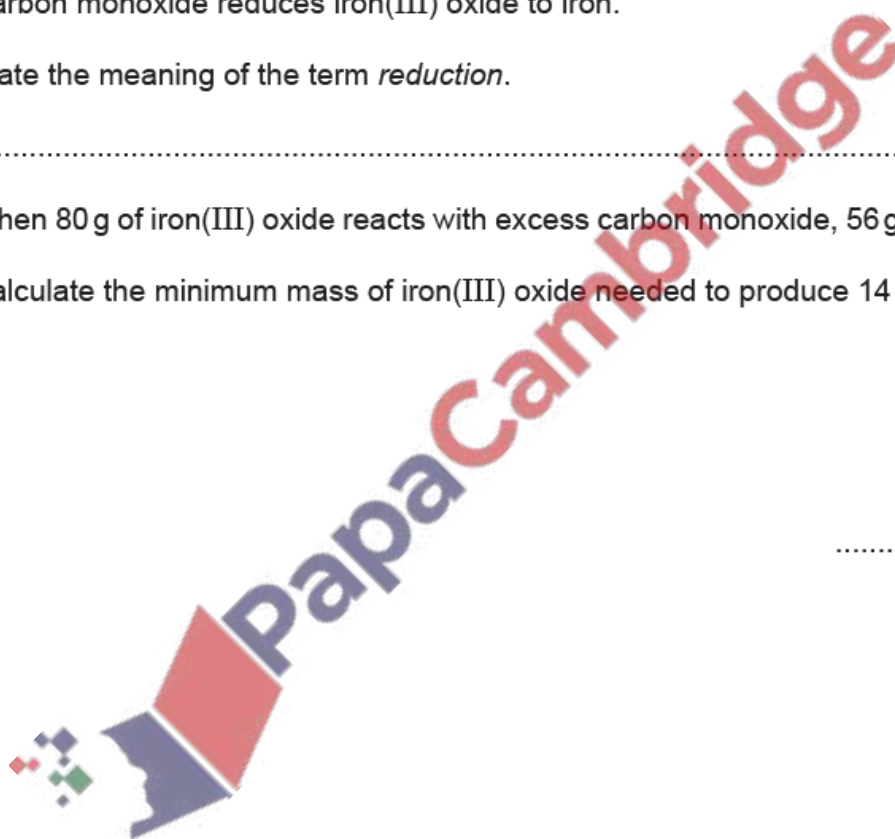 arbon monoxide reduces iron(III) oxide to iron.
ate the meaning of the term reduction.
hen 80 g of iron(III) oxide reacts with excess carbon monoxide, 56 g
alculate the minimum mass of iron(III) oxide needed to produce 14
PapaCambridge